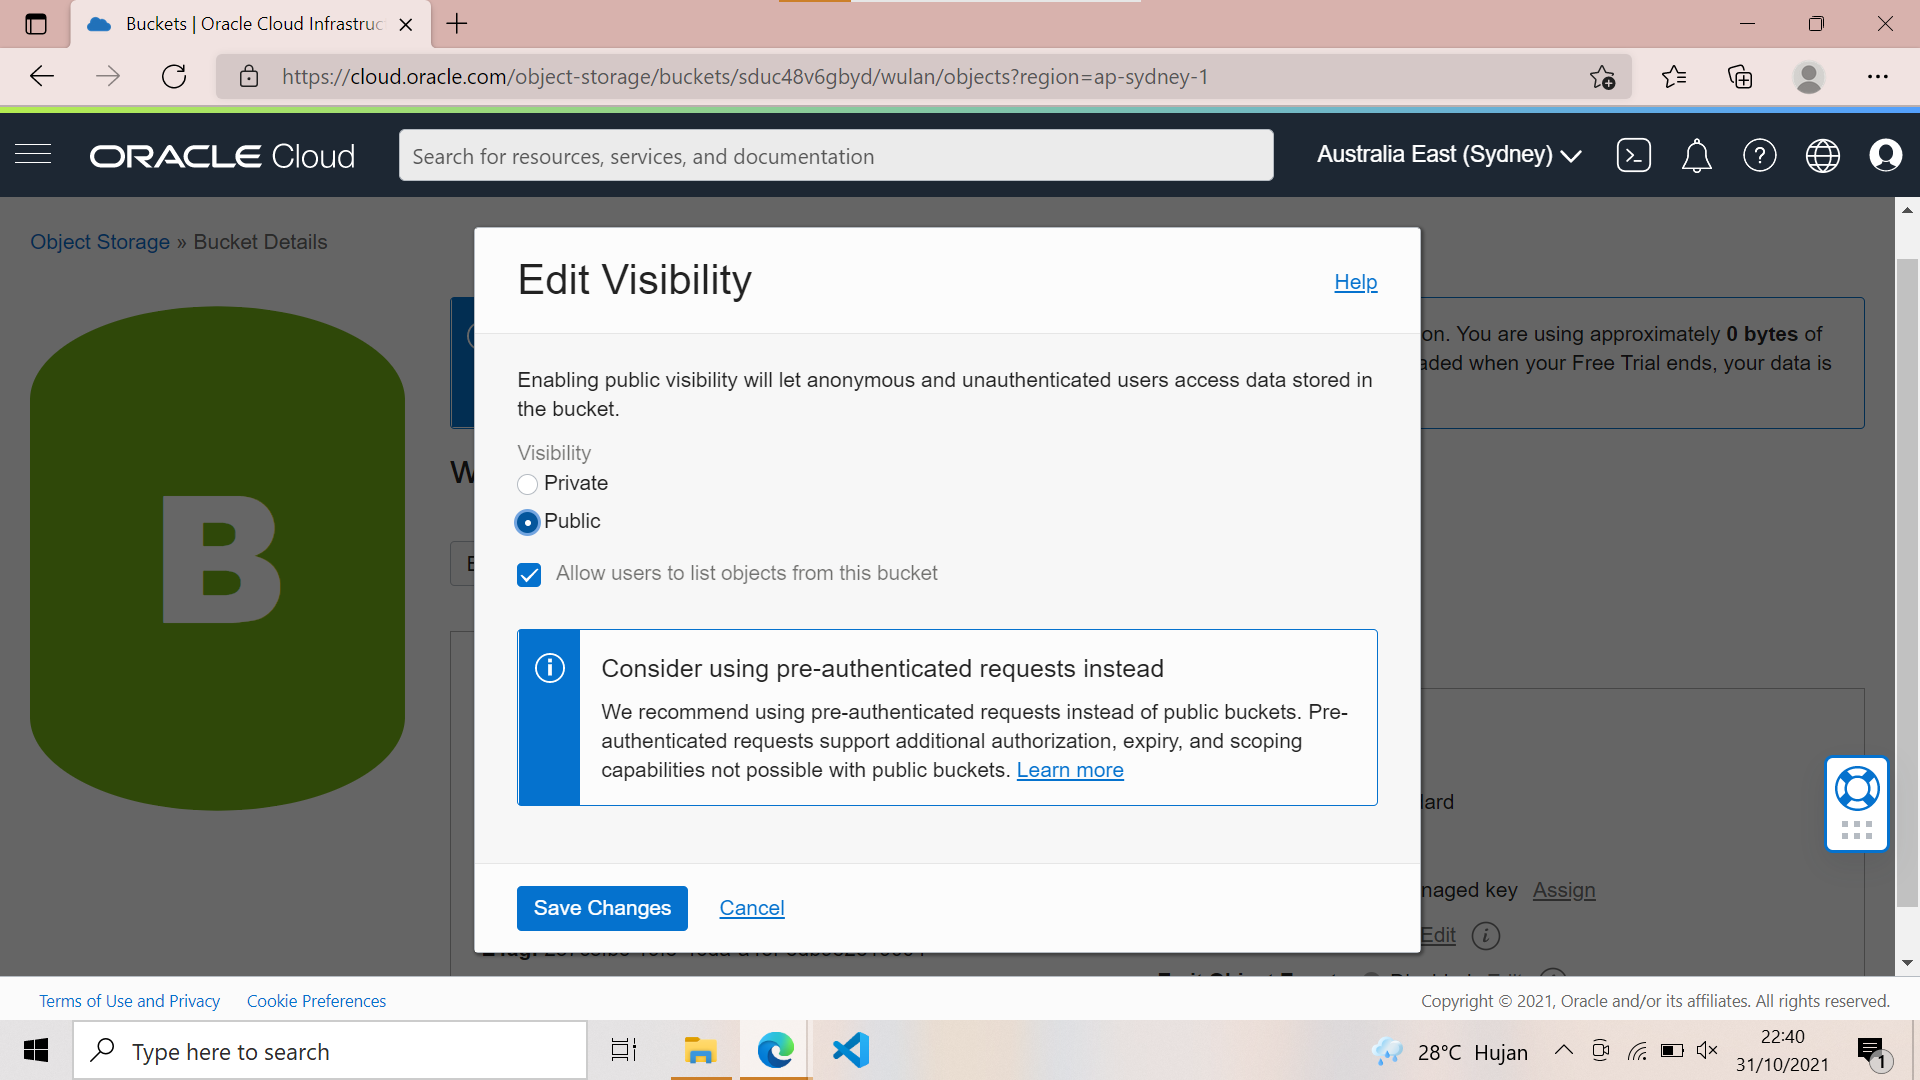 Buckets | Oracle Cloud Infrastruc
https://cloud.oracle.com/object-storage/buckets/sduc48v6gbyd/wulan/objects?region=ap-sydney-1
ORACLE Cloud
Search for resources, services, and documentation
Australia East (Sydney)
Object Storage » Bucket Details
B
Edit Visibility
Help
on. You are using approximately 0 bytes of
aded when your Free Trial ends, your data is
Enabling public visibility will let anonymous and unauthenticated users access data stored in
the bucket.
Visibility
Private
Public
Allow users to list objects from this bucket
Consider using pre-authenticated requests instead
We recommend using pre-authenticated requests instead of public buckets. Pre-
authenticated requests support additional authorization, expiry, and scoping
capabilities not possible with public buckets. Learn more
dard
naged key Assign
Edit
Save Changes
Cancel
Terms of Use and Privacy
Cookie Preferences
Copyright © 2021, Oracle and/or its affiliates. All rights reserved.
Type here to search
28°C Hujan
22:40
31/10/2021
1